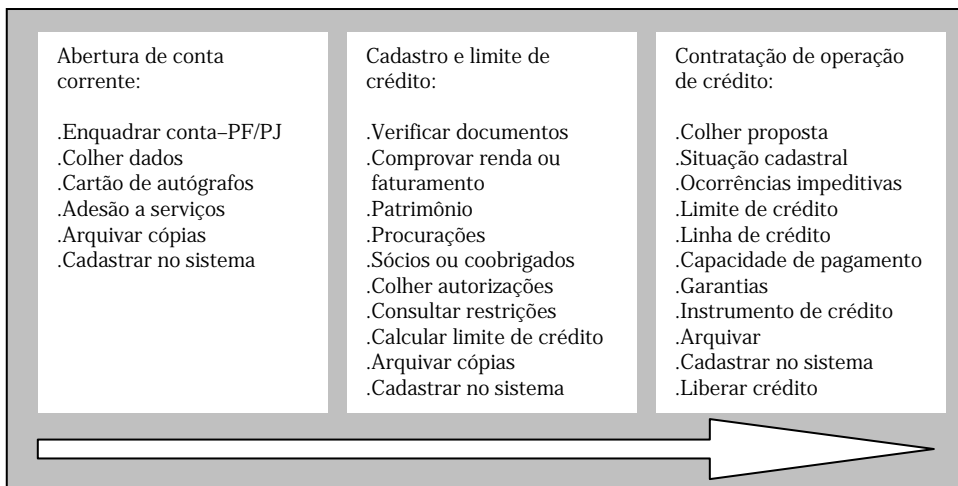 Abertura de conta
corrente:
.Enquadrar conta–PF/PJ
.Colher dados
.Cartão de autógrafos
.Adesão a serviços
.Arquivar cópias
.Cadastrar no sistema
Cadastro e limite de
crédito:
.Verificar documentos
.Comprovar renda ou
faturamento
.Patrimônio
.Procurações
.Sócios ou coobrigados
.Colher autorizações
.Consultar restrições
.Calcular limite de crédito
.Arquivar cópias
.Cadastrar no sistema
Contratação de operação
de crédito:
.Colher proposta
.Situação cadastral
.Ocorrências impeditivas
.Limite de crédito
.Linha de crédito
.Capacidade de pagamento
.Garantias
.Instrumento de crédito
.Arquivar
.Cadastrar no sistema
.Liberar crédito